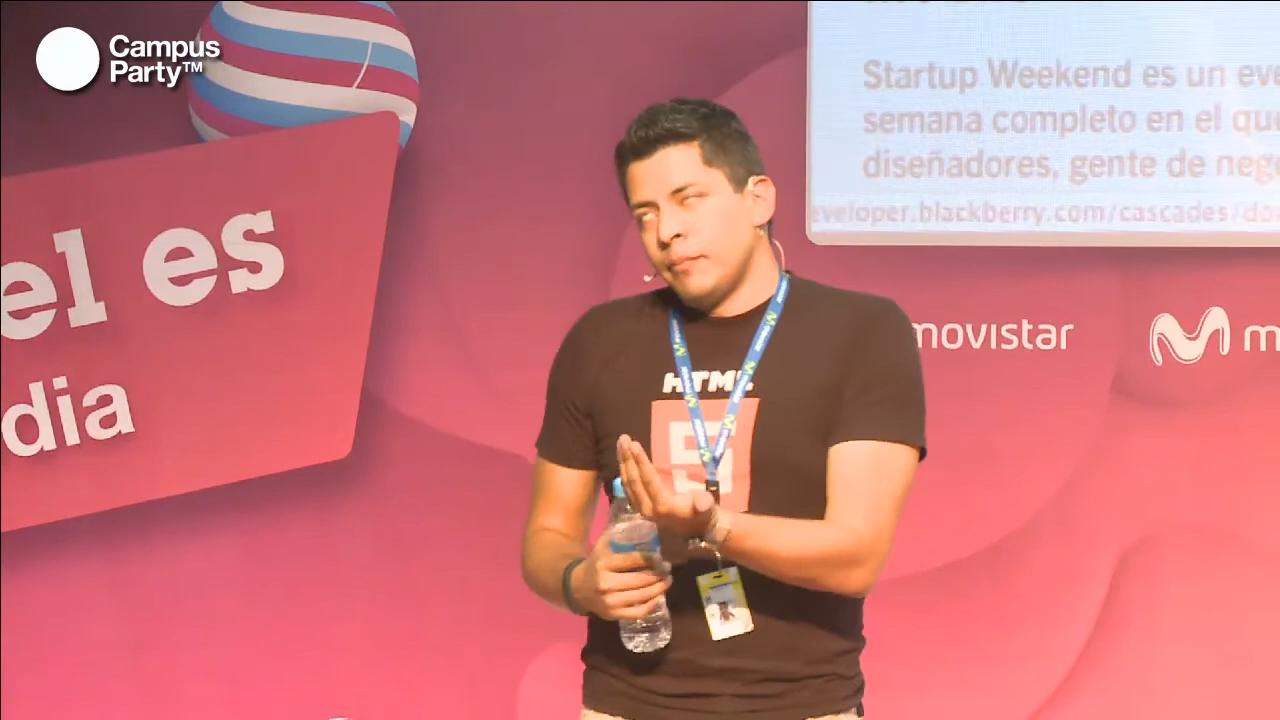 Campus
Party™
el es
dia
Startup Weekend es un eve
semana completo en el qu
diseñadores, gente de neg
eveloper.blackberry.com/cascades/do
movistar
m
HTML
5